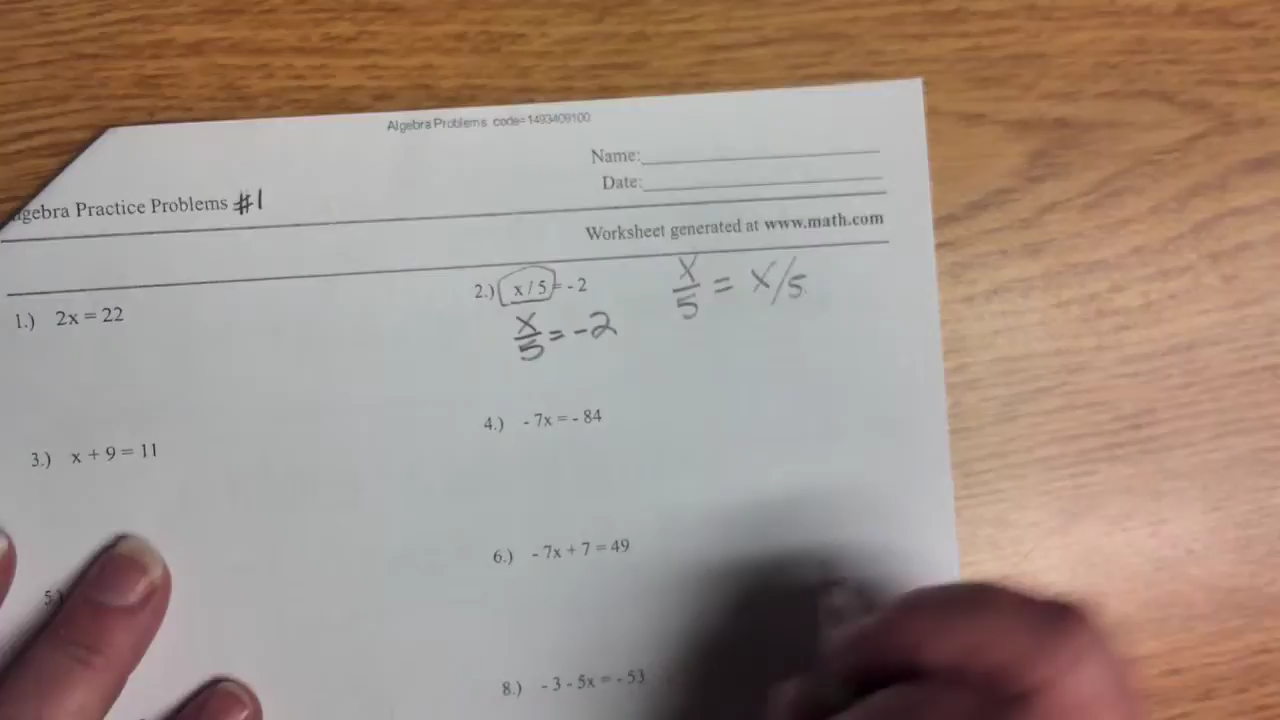 Algebra Problems code=1493409100
Name:
Date:
gebra Practice Problems #1
Worksheet generated at www.math.com
1.) 2x = 22
2.) x / 5 = - 2
x/5 = -2
x/5 = x/5
3.) x + 9 = 11
4.) - 7x = - 84
5.)
6.) - 7x + 7 = 49
8.) - 3 - 5x = - 53